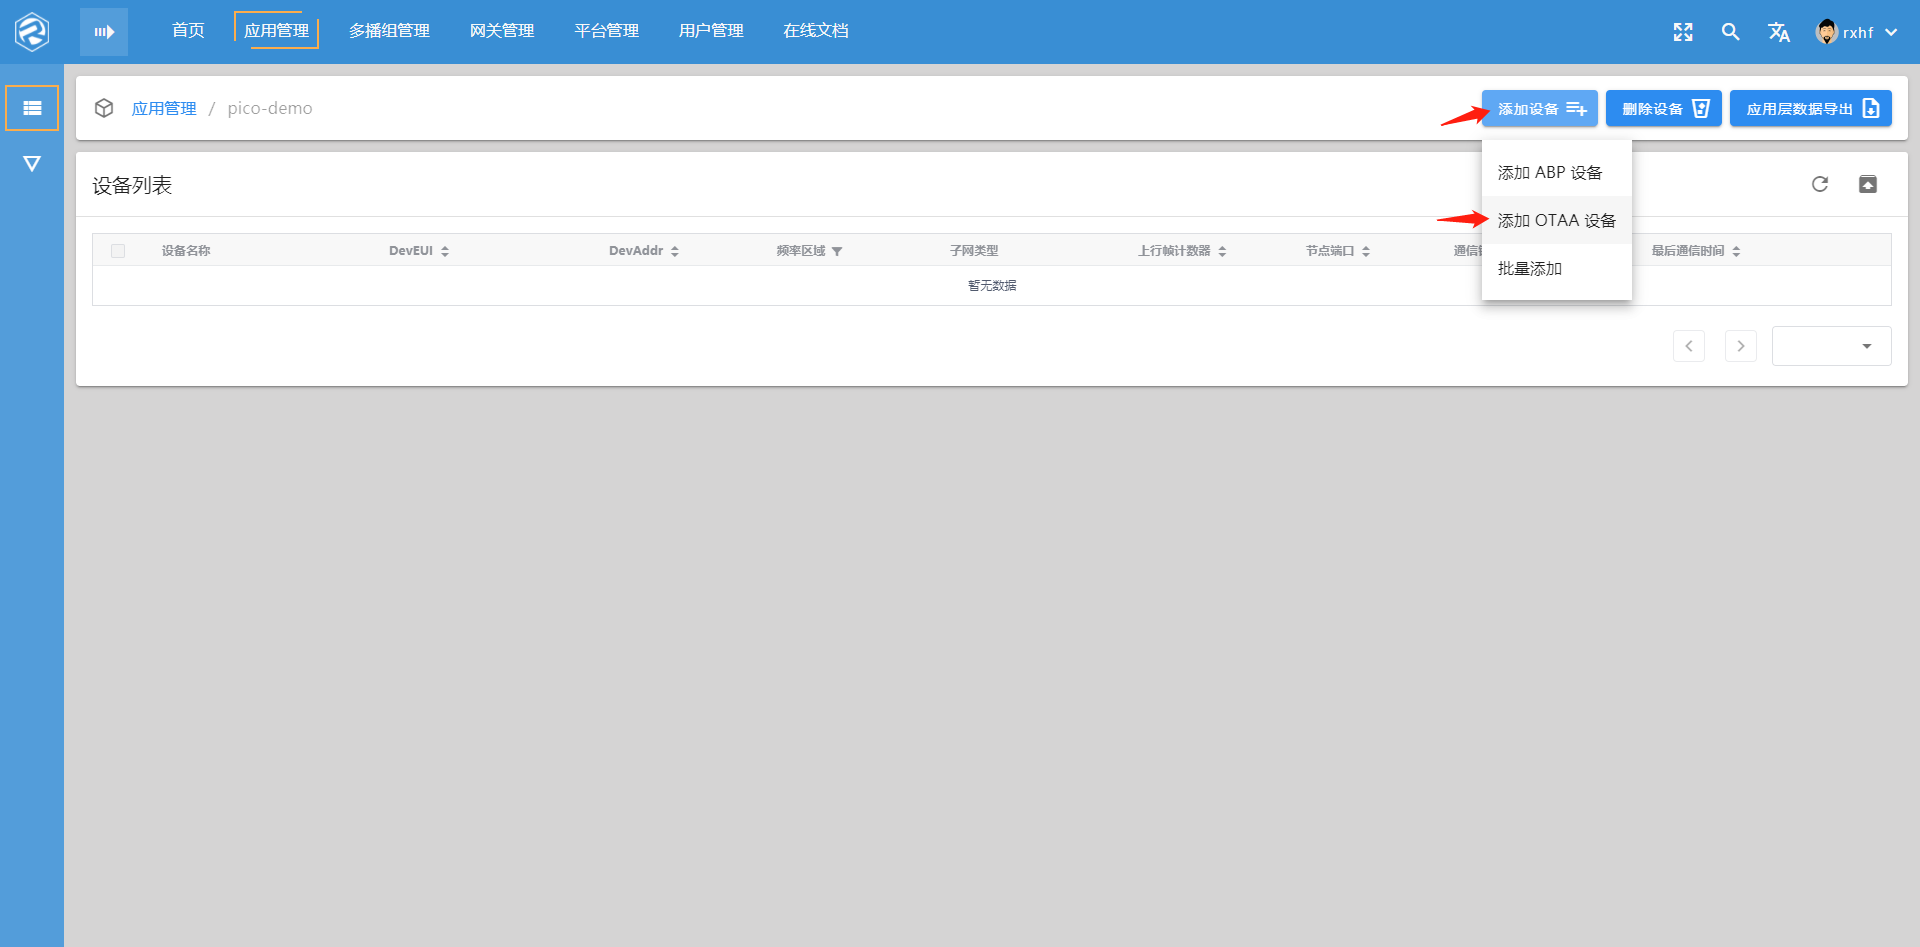 首页 应用管理 多播组管理 网关管理 平台管理 用户管理 在线文档 rxhf
应用管理 / pico-demo 添加设备 删除设备 应用层数据导出
设备列表
添加 ABP 设备
添加 OTAA 设备
批量添加
设备名称 DevEUI DevAddr 频率区域 子网类型 上行帧计数器 节点端口 通信 最后通信时间
暂无数据